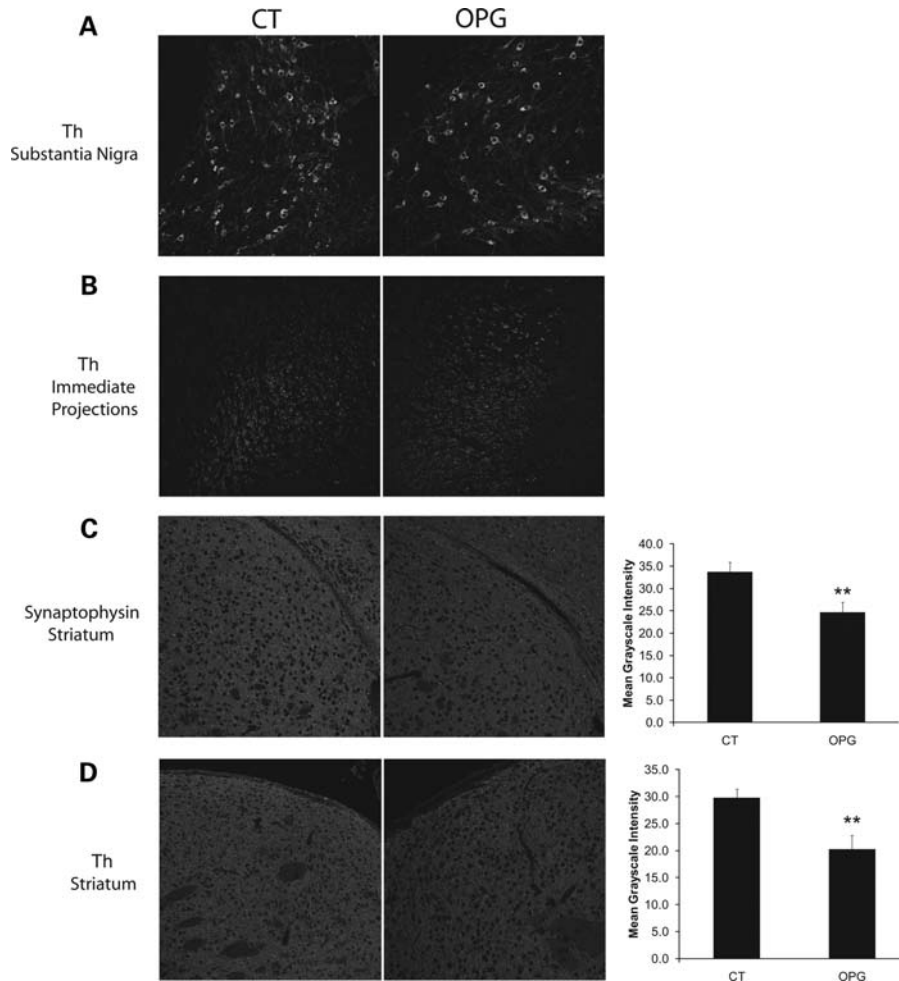 CT
OPG
A
Th
Substantia Nigra
B
Th
Immediate
Projections
C
Synaptophysin
Striatum
Mean Grayscale Intensity
40.0
35.0
30.0
25.0
20.0
15.0
10.0
5.0
0.0
**
CT
OPG
D
Th
Striatum
Mean Grayscale Intensity
35.0
30.0
25.0
20.0
15.0
10.0
5.0
0.0
**
CT
OPG